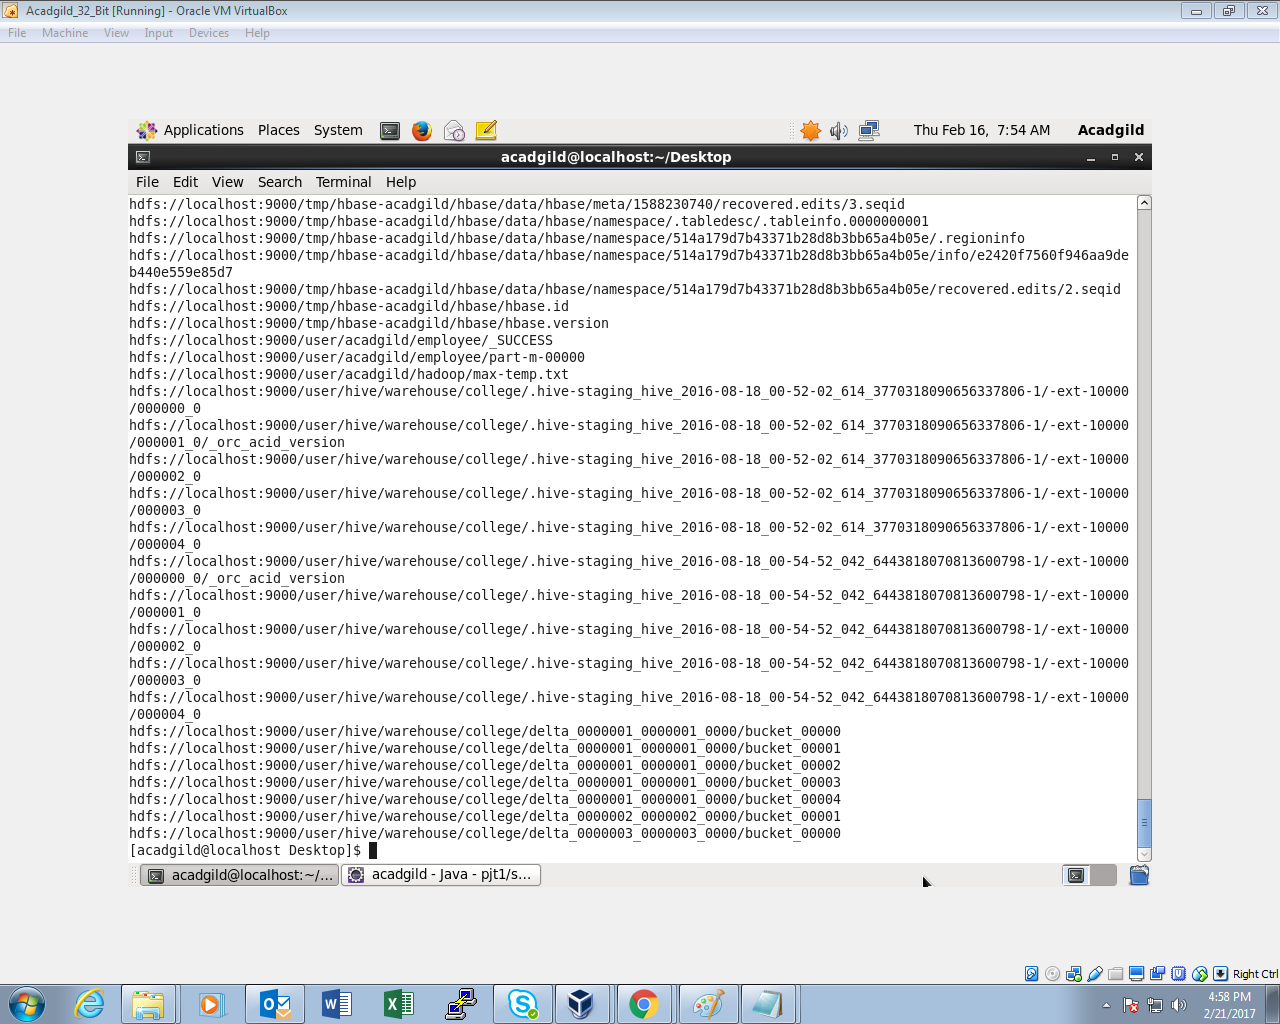 Acadgild_32_Bit [Running] - Oracle VM VirtualBox
File Machine View Input Devices Help
Applications Places System Thu Feb 16, 7:54 AM Acadgild
acadgild@localhost:~/Desktop
File Edit View Search Terminal Help
hdfs://localhost:9000/tmp/hbase-acadgild/hbase/data/hbase/meta/1588230740/recovered.edits/3.seqid
hdfs://localhost:9000/tmp/hbase-acadgild/hbase/data/hbase/namespace/.tabledesc/.tableinfo.0000000001
hdfs://localhost:9000/tmp/hbase-acadgild/hbase/data/hbase/namespace/514a179d7b43371b28d8b3bb65a4b05e/.regioninfo
hdfs://localhost:9000/tmp/hbase-acadgild/hbase/data/hbase/namespace/514a179d7b43371b28d8b3bb65a4b05e/info/e2420f7560f946aa9de
b440e559e85d7
hdfs://localhost:9000/tmp/hbase-acadgild/hbase/data/hbase/namespace/514a179d7b43371b28d8b3bb65a4b05e/recovered.edits/2.seqid
hdfs://localhost:9000/tmp/hbase-acadgild/hbase/hbase.id
hdfs://localhost:9000/tmp/hbase-acadgild/hbase/hbase.version
hdfs://localhost:9000/user/acadgild/employee/_SUCCESS
hdfs://localhost:9000/user/acadgild/employee/part-m-00000
hdfs://localhost:9000/user/acadgild/hadoop/max-temp.txt
hdfs://localhost:9000/user/hive/warehouse/college/.hive-staging_hive_2016-08-18_00-52-02_614_3770318090656337806-1/-ext-10000
/000000_0
hdfs://localhost:9000/user/hive/warehouse/college/.hive-staging_hive_2016-08-18_00-52-02_614_3770318090656337806-1/-ext-10000
/000001_0/_orc_acid_version
hdfs://localhost:9000/user/hive/warehouse/college/.hive-staging_hive_2016-08-18_00-52-02_614_3770318090656337806-1/-ext-10000
/000002_0
hdfs://localhost:9000/user/hive/warehouse/college/.hive-staging_hive_2016-08-18_00-52-02_614_3770318090656337806-1/-ext-10000
/000003_0
hdfs://localhost:9000/user/hive/warehouse/college/.hive-staging_hive_2016-08-18_00-52-02_614_3770318090656337806-1/-ext-10000
/000004_0
hdfs://localhost:9000/user/hive/warehouse/college/.hive-staging_hive_2016-08-18_00-54-52_042_6443818070813600798-1/-ext-10000
/000000_0/_orc_acid_version
hdfs://localhost:9000/user/hive/warehouse/college/.hive-staging_hive_2016-08-18_00-54-52_042_6443818070813600798-1/-ext-10000
/000001_0
hdfs://localhost:9000/user/hive/warehouse/college/.hive-staging_hive_2016-08-18_00-54-52_042_6443818070813600798-1/-ext-10000
/000002_0
hdfs://localhost:9000/user/hive/warehouse/college/.hive-staging_hive_2016-08-18_00-54-52_042_6443818070813600798-1/-ext-10000
/000003_0
hdfs://localhost:9000/user/hive/warehouse/college/.hive-staging_hive_2016-08-18_00-54-52_042_6443818070813600798-1/-ext-10000
/000004_0
hdfs://localhost:9000/user/hive/warehouse/college/delta_0000001_0000001_0000/bucket_00000
hdfs://localhost:9000/user/hive/warehouse/college/delta_0000001_0000001_0000/bucket_00001
hdfs://localhost:9000/user/hive/warehouse/college/delta_0000001_0000001_0000/bucket_00002
hdfs://localhost:9000/user/hive/warehouse/college/delta_0000001_0000001_0000/bucket_00003
hdfs://localhost:9000/user/hive/warehouse/college/delta_0000001_0000001_0000/bucket_00004
hdfs://localhost:9000/user/hive/warehouse/college/delta_0000002_0000002_0000/bucket_00001
hdfs://localhost:9000/user/hive/warehouse/college/delta_0000003_0000003_0000/bucket_00000
[acadgild@localhost Desktop]$
acadgild@localhost:~/... acadgild - Java - pjt1/s...
Right Ctrl
4:58 PM
2/21/2017